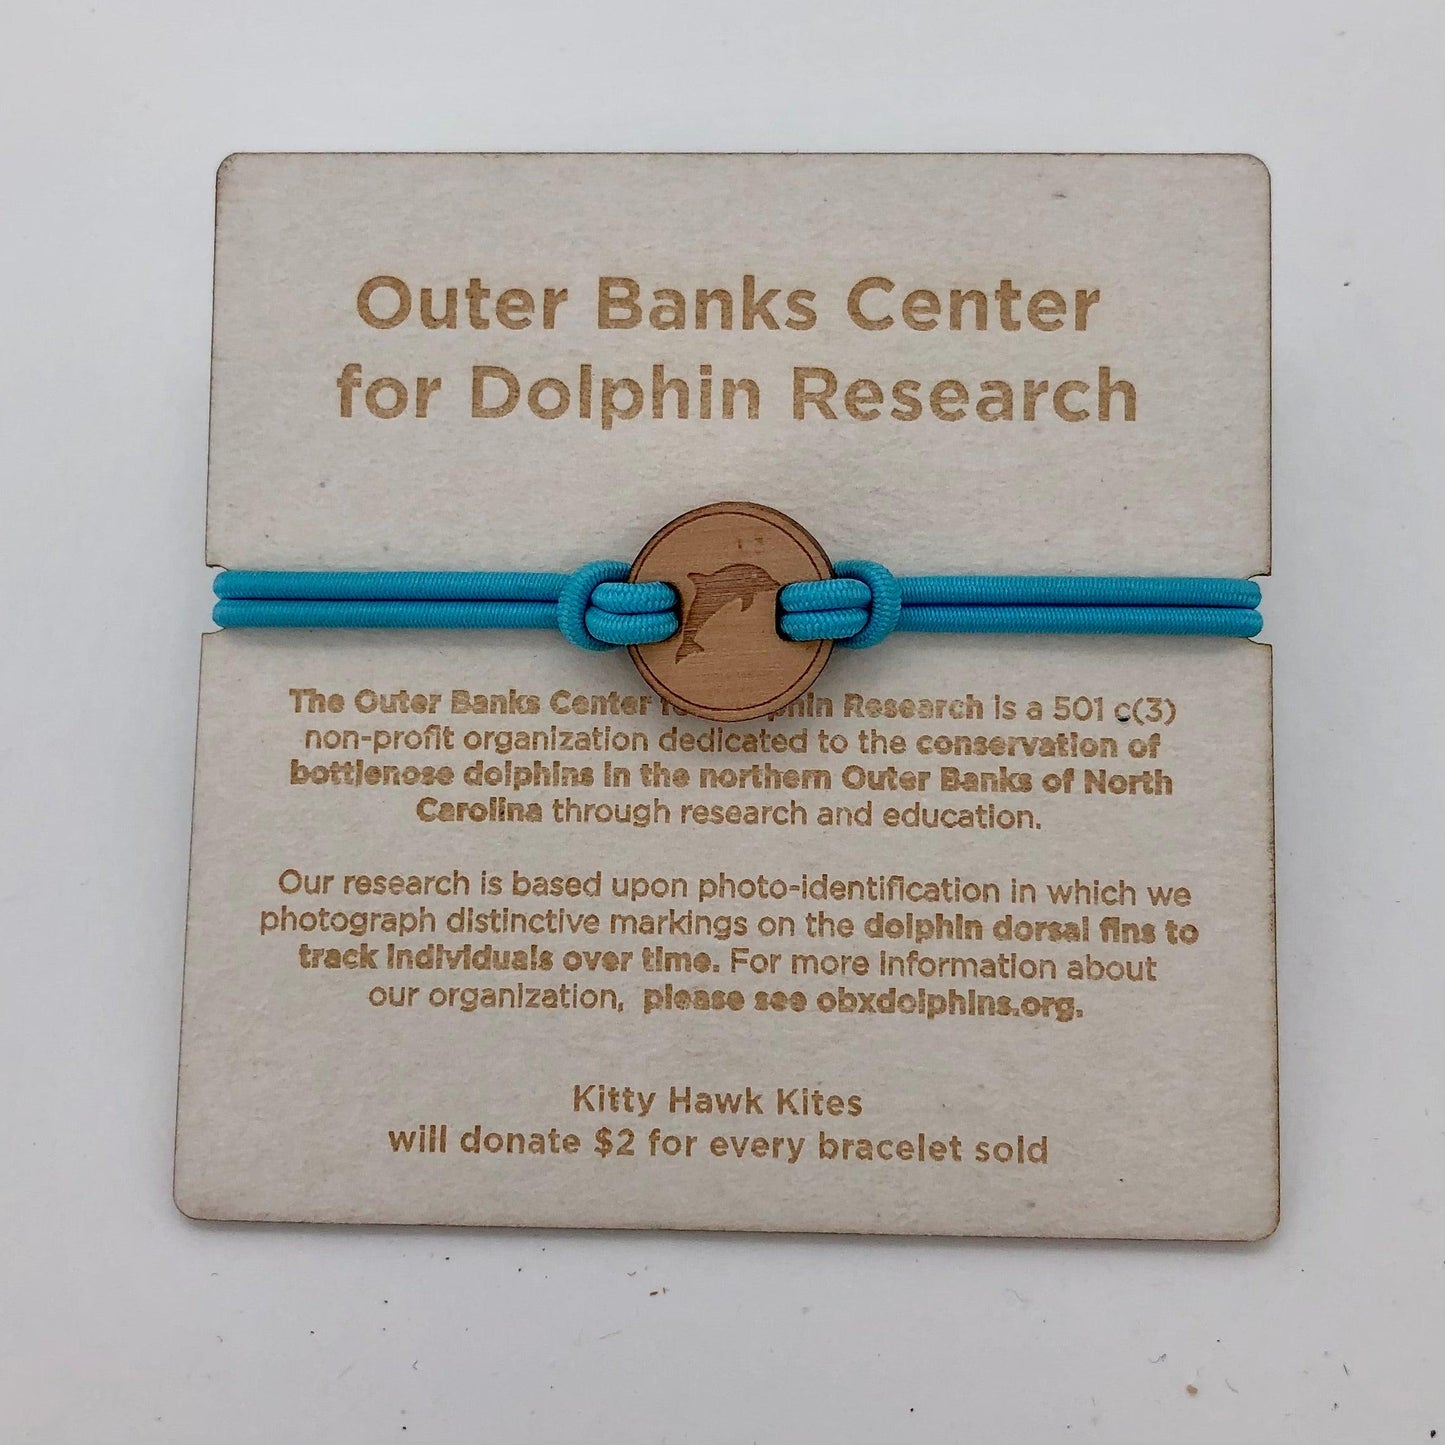 Outer Banks Center
for Dolphin Research
The Outer Banks Center Research is a 501 c(3)
non-profit organization dedicated to the conservation of
bottlenose dolphins in the northern Outer Banks of North
Carolina through research and education.
Our research is based upon photo-identification in which we
photograph distinctive markings on the dolphin dorsal fins to
track individuals over time. For more information about
our organization, please see obxdolphins.org.
Kitty Hawk Kites
will donate $2 for every bracelet sold